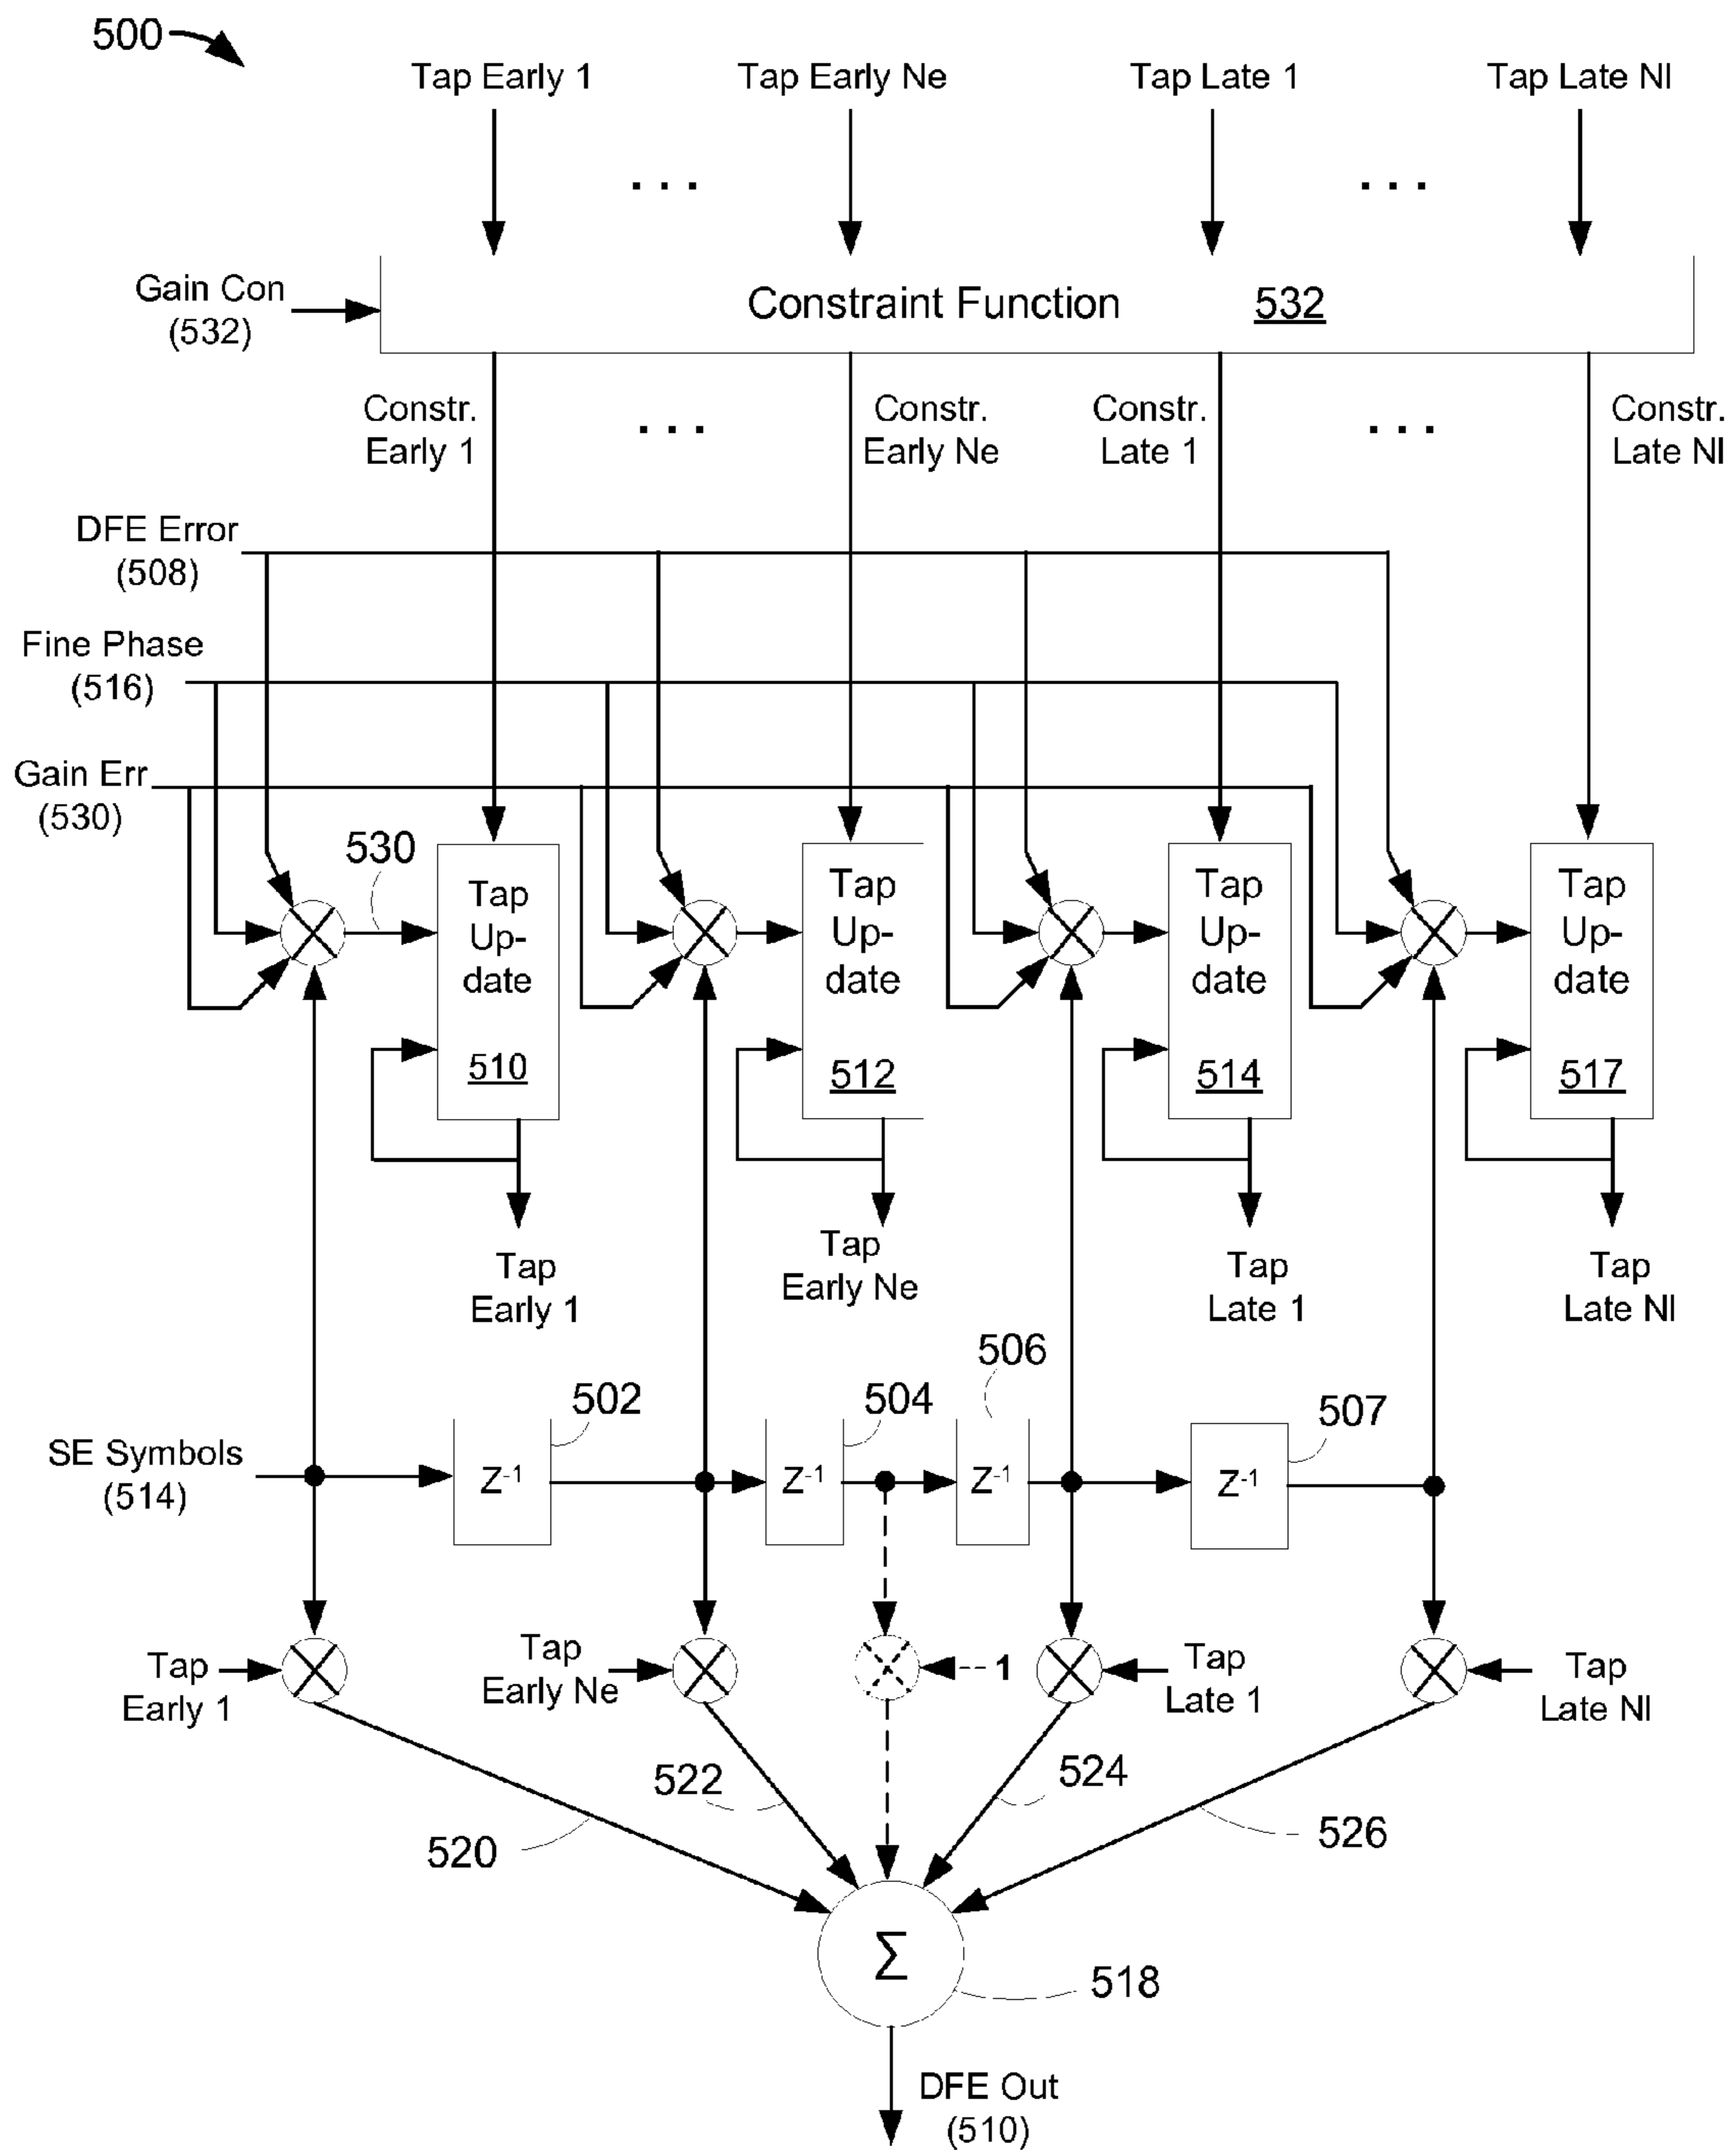 500
Tap Early 1
Tap Early Ne
Tap Late 1
Tap Late Nl
. . .
. . .
Gain Con
(532)
Constraint Function 532
Constr.
Early 1
. . .
Constr.
Early Ne
Constr.
Late 1
. . .
Constr.
Late Nl
DFE Error
(508)
Fine Phase
(516)
Gain Err
(530)
530
Tap
Up-
date
510
Tap
Up-
date
512
Tap
Up-
date
514
Tap
Up-
date
517
Tap
Early 1
Tap
Early Ne
Tap
Late 1
Tap
Late Nl
502
504
506
507
SE Symbols
(514)
Z-1
Z-1
Z-1
Z-1
Tap
Early 1
Tap
Early Ne
1
Tap
Late 1
Tap
Late Nl
520
522
524
526
Σ
518
DFE Out
(510)